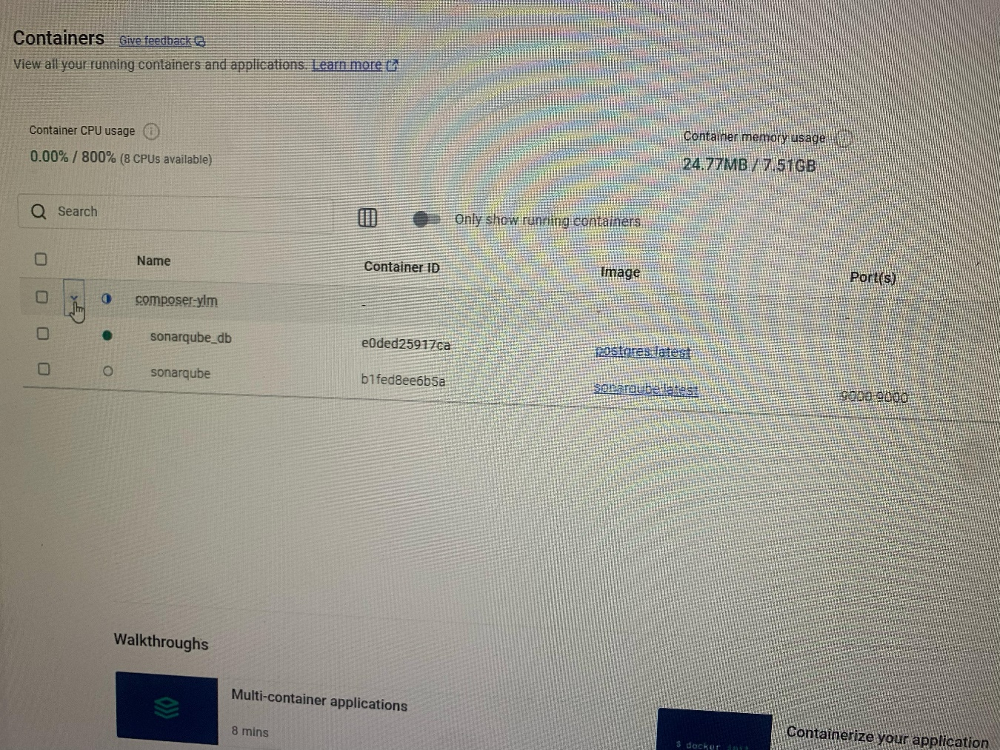 Containers Give feedback
View all your running containers and applications. Learn more
Container CPU usage
0.00% / 800% (8 CPUs available)
Container memory usage
24.77MB / 7.51GB
Search
Only show running containers
Name Container ID Image Port(s)
composer-ylm - - -
sonarqube_db e0ded25917ca postgres:latest
sonarqube b1fed8ee6b5a sonarqube:latest 9000:9000
Walkthroughs
Multi-container applications
8 mins
Containerize your application
$ docker init